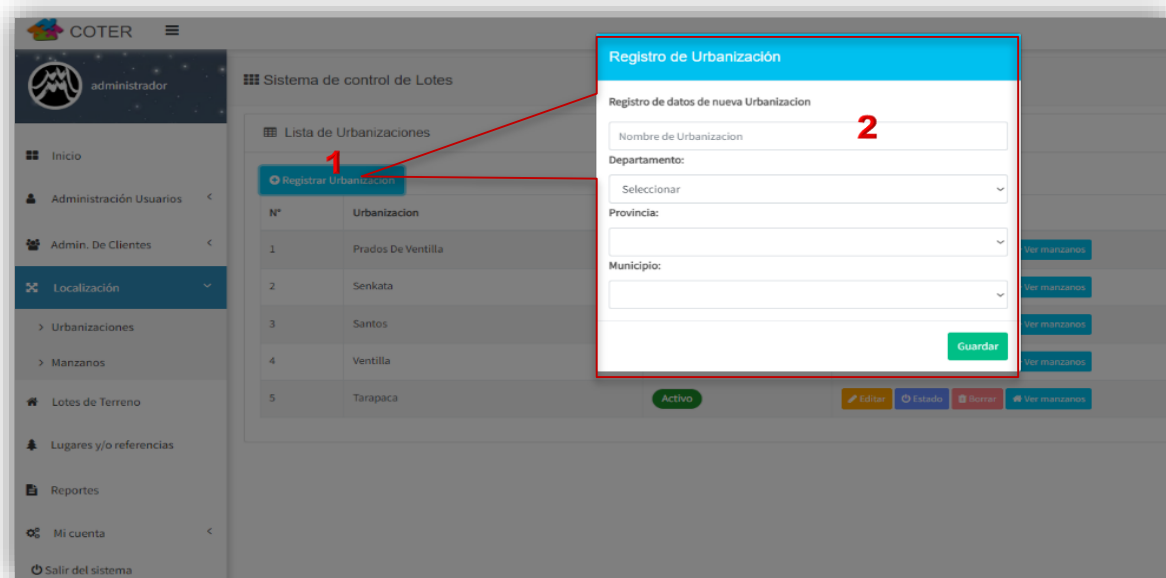 COTER
administrador
Sistema de control de Lotes
Inicio
Administración Usuarios
Admin. De Clientes
Localización
> Urbanizaciones
> Manzanos
Lotes de Terreno
Lugares y/o referencias
Reportes
Mi cuenta
Salir del sistema
Lista de Urbanizaciones
1
Registrar Urbanizacion
N° Urbanizacion
1 Prados De Ventilla Ver manzanos
2 Senkata Ver manzanos
3 Santos Ver manzanos
4 Ventilla Ver manzanos
5 Tarapaca Activo Editar Estado Borrar Ver manzanos
Registro de Urbanización
Registro de datos de nueva Urbanizacion
2
Nombre de Urbanizacion
Departamento:
Seleccionar
Provincia:
Municipio:
Guardar